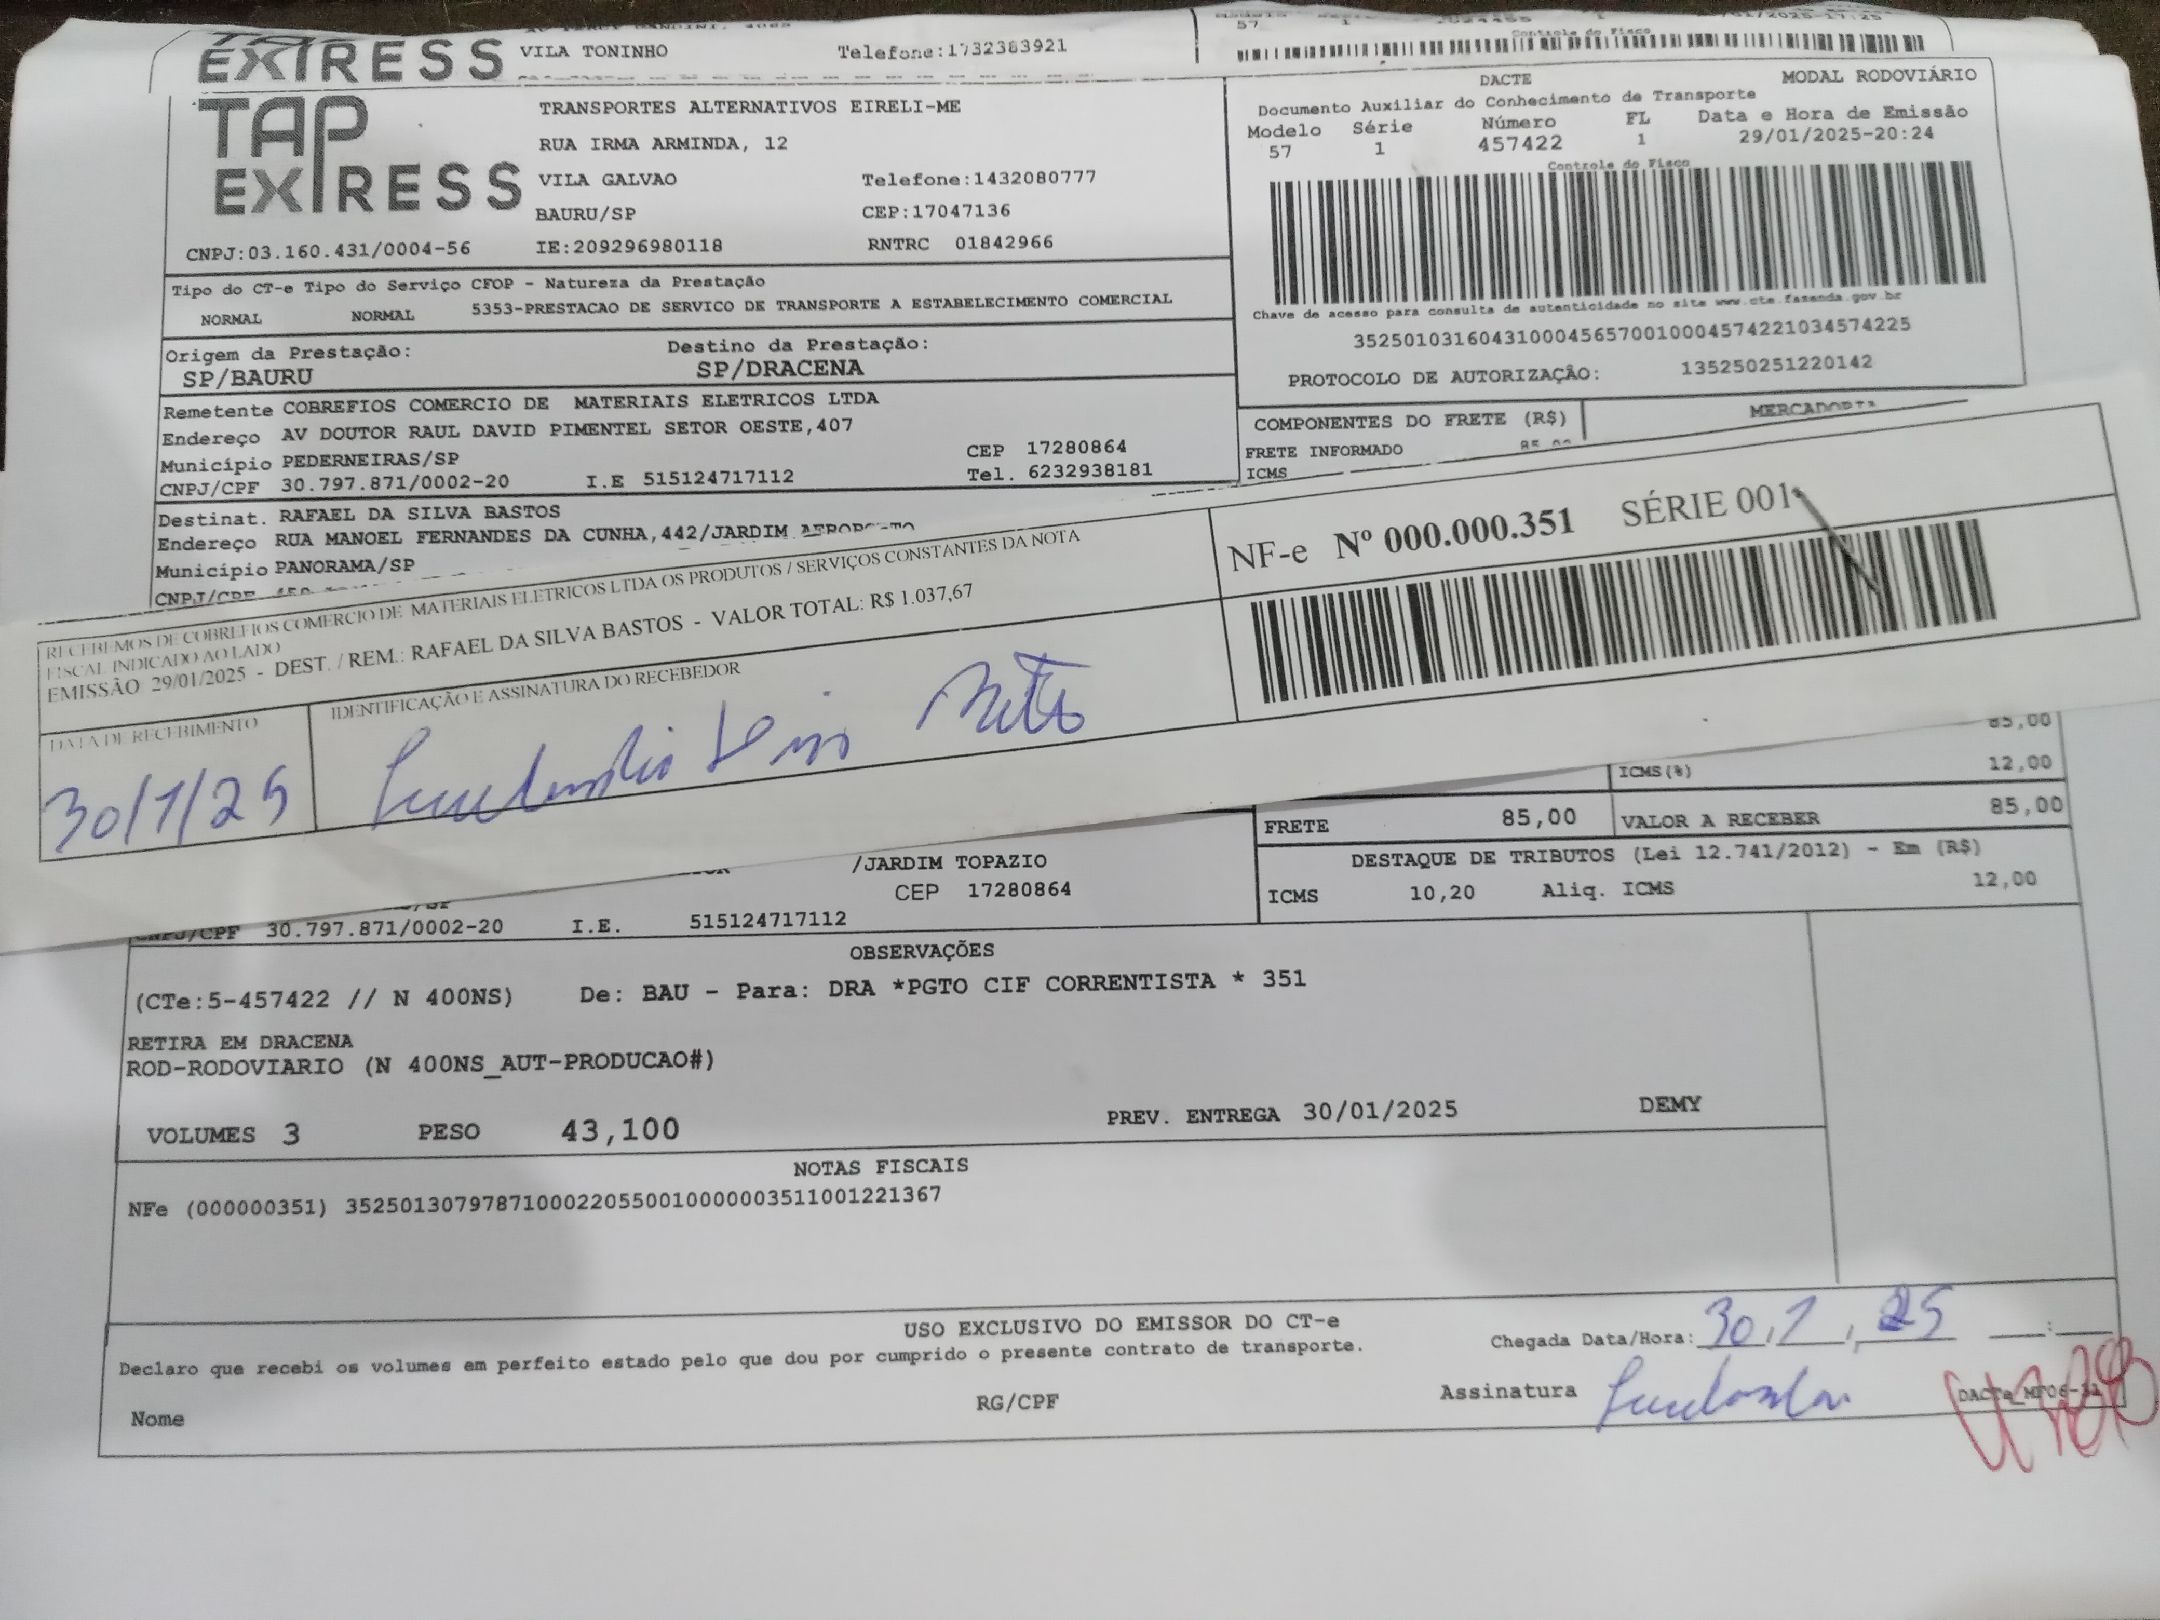 EXPRESS VILA TONINHO Telefone:1732383921
57 1
TAP EXPRESS
TRANSPORTES ALTERNATIVOS EIRELI-ME
RUA IRMA ARMINDA, 12
VILA GALVAO Telefone:1432080777
BAURU/SP CEP:17047136
CNPJ:03.160.431/0004-56 IE:209296980118 RNTRC 01842966
DACTE MODAL RODOVIÁRIO
Documento Auxiliar do Conhecimento de Transporte
Modelo Série Número FL Data e Hora de Emissão
57 1 457422 1 29/01/2025-20:24
Controle do Fisco
Chave de acesso para consulta de autenticidade no site www.cte.fazenda.gov.br
35250103160431000456570010004574221034574225
PROTOCOLO DE AUTORIZAÇÃO: 135250251220142
Tipo do CT-e Tipo do Serviço CFOP - Natureza da Prestação
NORMAL NORMAL 5353-PRESTACAO DE SERVICO DE TRANSPORTE A ESTABELECIMENTO COMERCIAL
Origem da Prestação: Destino da Prestação:
SP/BAURU SP/DRACENA
Remetente COBREFIOS COMERCIO DE MATERIAIS ELETRICOS LTDA
Endereço AV DOUTOR RAUL DAVID PIMENTEL SETOR OESTE,407
Município PEDERNEIRAS/SP CEP 17280864
CNPJ/CPF 30.797.871/0002-20 I.E 515124717112 Tel. 6232938181
COMPONENTES DO FRETE (R$) MERCADORIA
FRETE INFORMADO 85,00
ICMS
Destinat. RAFAEL DA SILVA BASTOS
Endereço RUA MANOEL FERNANDES DA CUNHA,442/JARDIM AEROPORTO
Município PANORAMA/SP
CNPJ/CPF
RECEBEMOS DE COBREFIOS COMERCIO DE MATERIAIS ELETRICOS LTDA OS PRODUTOS / SERVIÇOS CONSTANTES DA NOTA
FISCAL INDICADO AO LADO
EMISSÃO 29/01/2025 - DEST. / REM.: RAFAEL DA SILVA BASTOS - VALOR TOTAL: R$ 1.037,67
NF-e Nº 000.000.351 SÉRIE 001
DATA DE RECEBIMENTO IDENTIFICAÇÃO E ASSINATURA DO RECEBEDOR
30/1/25
85,00
ICMS(%) 12,00
FRETE 85,00 VALOR A RECEBER 85,00
/JARDIM TOPAZIO
CEP 17280864
CNPJ/CPF 30.797.871/0002-20 I.E. 515124717112
DESTAQUE DE TRIBUTOS (Lei 12.741/2012) - Em (R$)
ICMS 10,20 Aliq. ICMS 12,00
OBSERVAÇÕES
(CTe:5-457422 // N 400NS) De: BAU - Para: DRA *PGTO CIF CORRENTISTA * 351
RETIRA EM DRACENA
ROD-RODOVIARIO (N 400NS_AUT-PRODUCAO#)
VOLUMES 3 PESO 43,100 PREV. ENTREGA 30/01/2025 DEMY
NOTAS FISCAIS
NFe (000000351) 35250130797871000220550010000003511001221367
USO EXCLUSIVO DO EMISSOR DO CT-e
Declaro que recebi os volumes em perfeito estado pelo que dou por cumprido o presente contrato de transporte.
Chegada Data/Hora: 30,1,25 __:__
Nome RG/CPF Assinatura